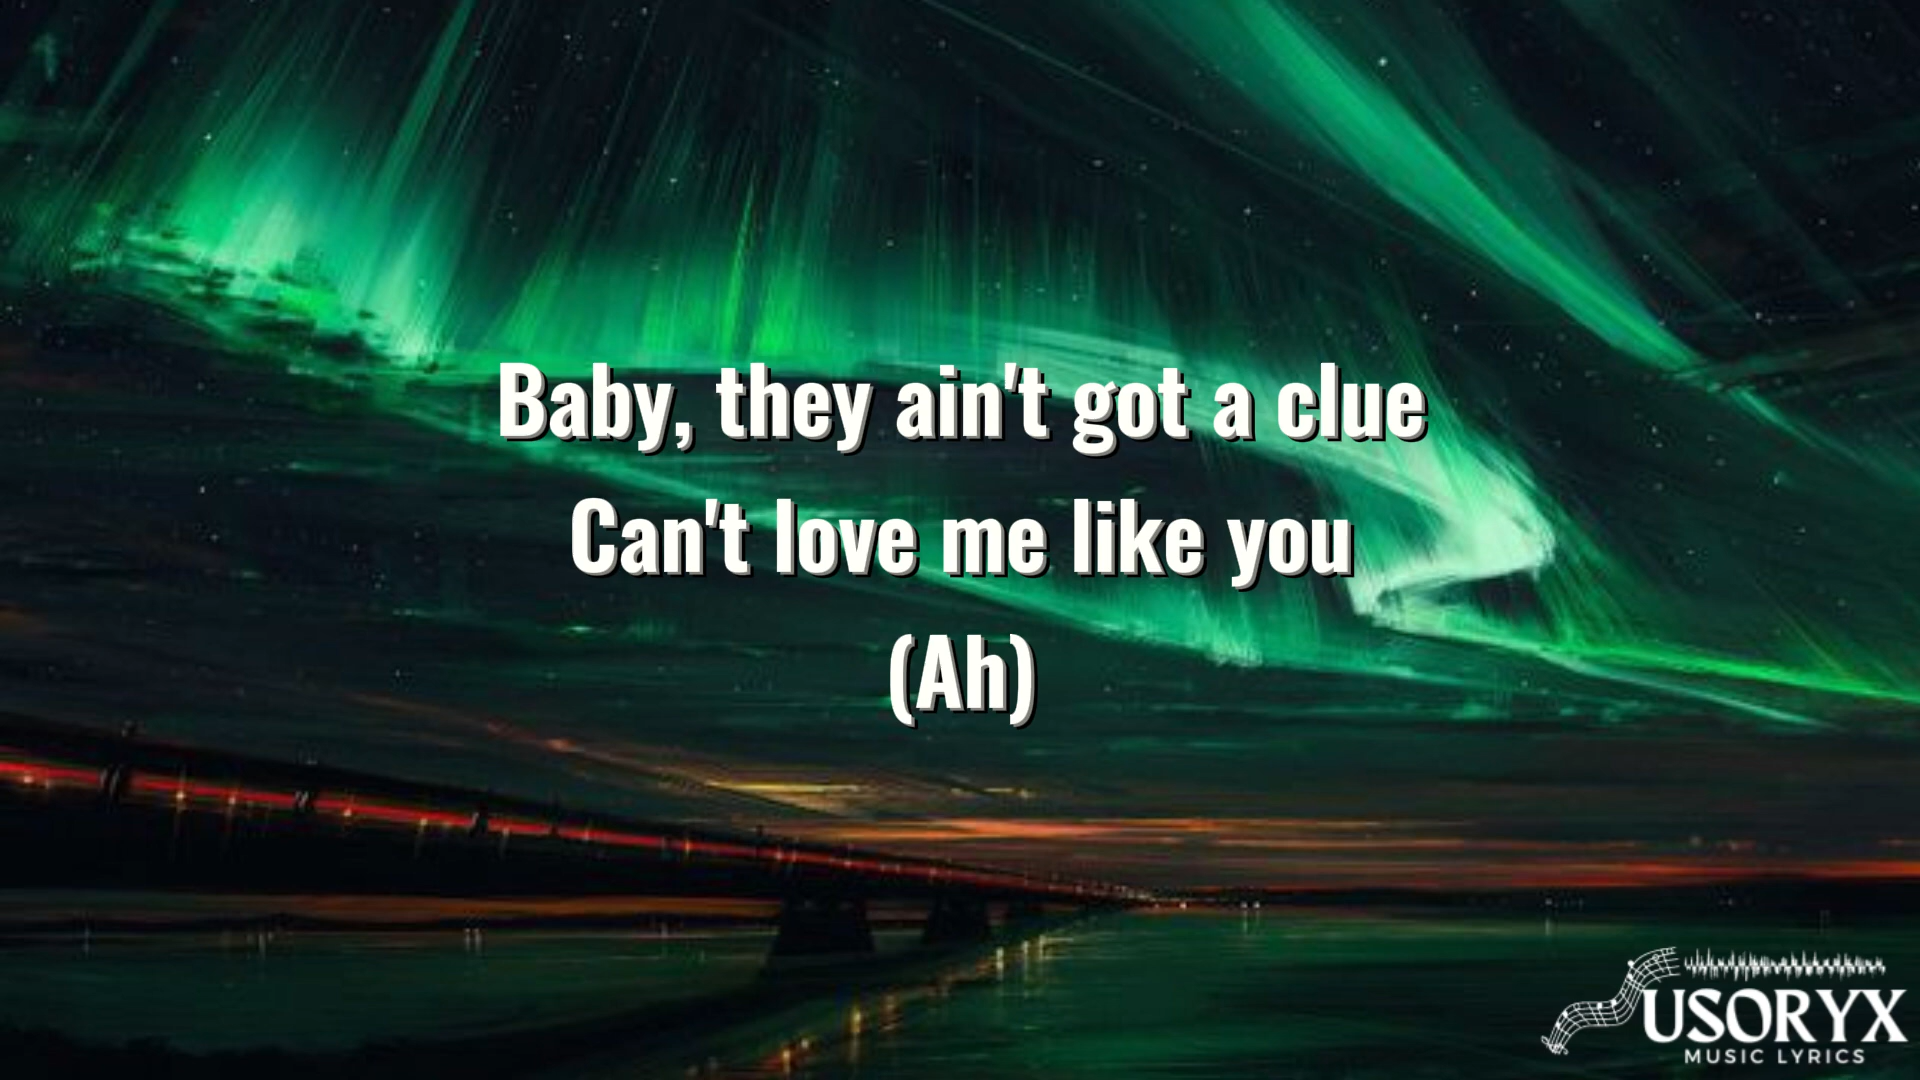 Baby, they ain't got a clue
Can't love me like you
(Ah)
USORYX
MUSIC LYRICS